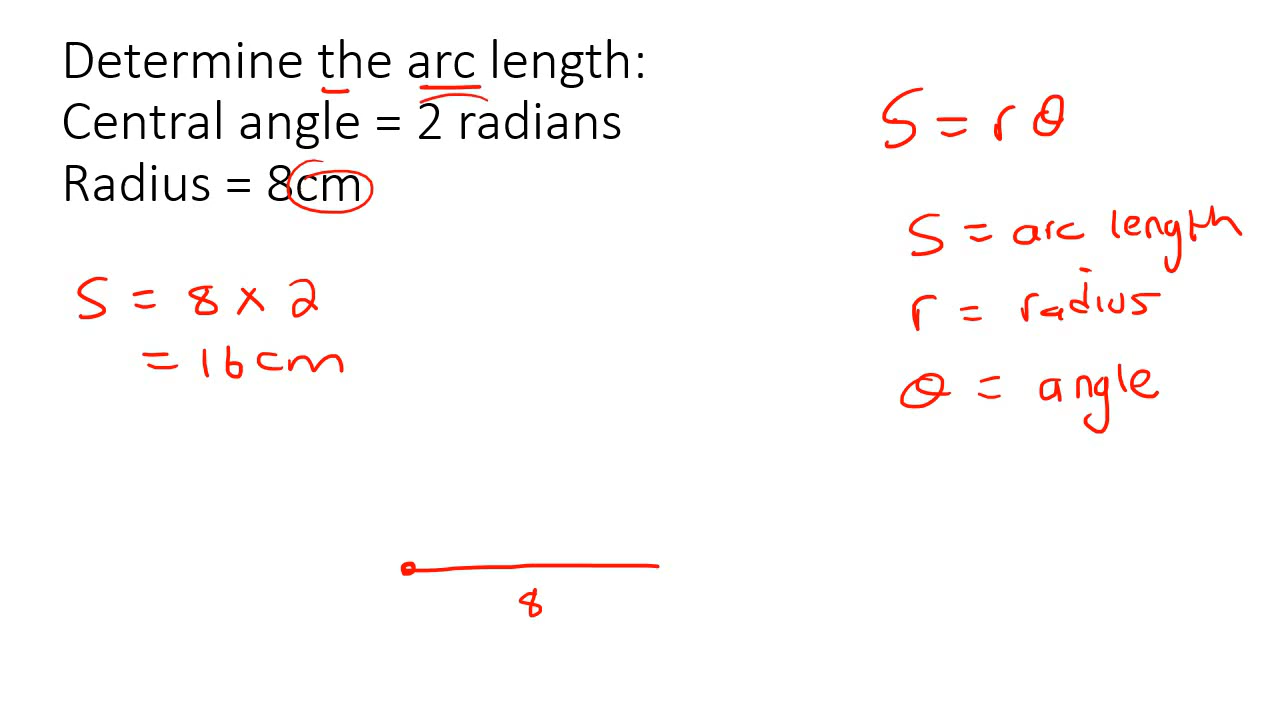 Determine the arc length:
Central angle = 2 radians
Radius = 8cm
S = rθ
S = arc length
r = radius
θ = angle
S = 8 × 2
= 16cm
8